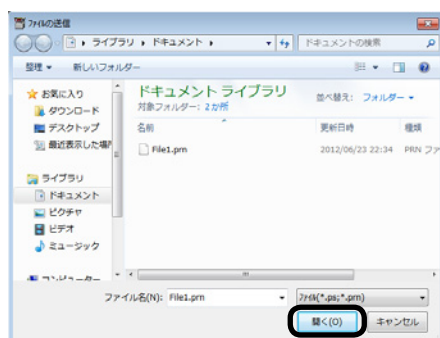 ファイルの送信
ライブラリ ▸ ドキュメント ▸
ドキュメントの検索
整理 ▾ 新しいフォルダー
お気に入り
ダウンロード
デスクトップ
最近表示した場所
ライブラリ
ドキュメント
ピクチャ
ビデオ
ミュージック
コンピューター
ドキュメント ライブラリ
対象フォルダー: 2 か所
並べ替え: フォルダー ▾
名前 更新日時 種類
File1.prn 2012/06/23 22:34 PRN ファ
ファイル名(N): File1.prn
ファイル(*.ps;*.prn)
開く(O) キャンセル